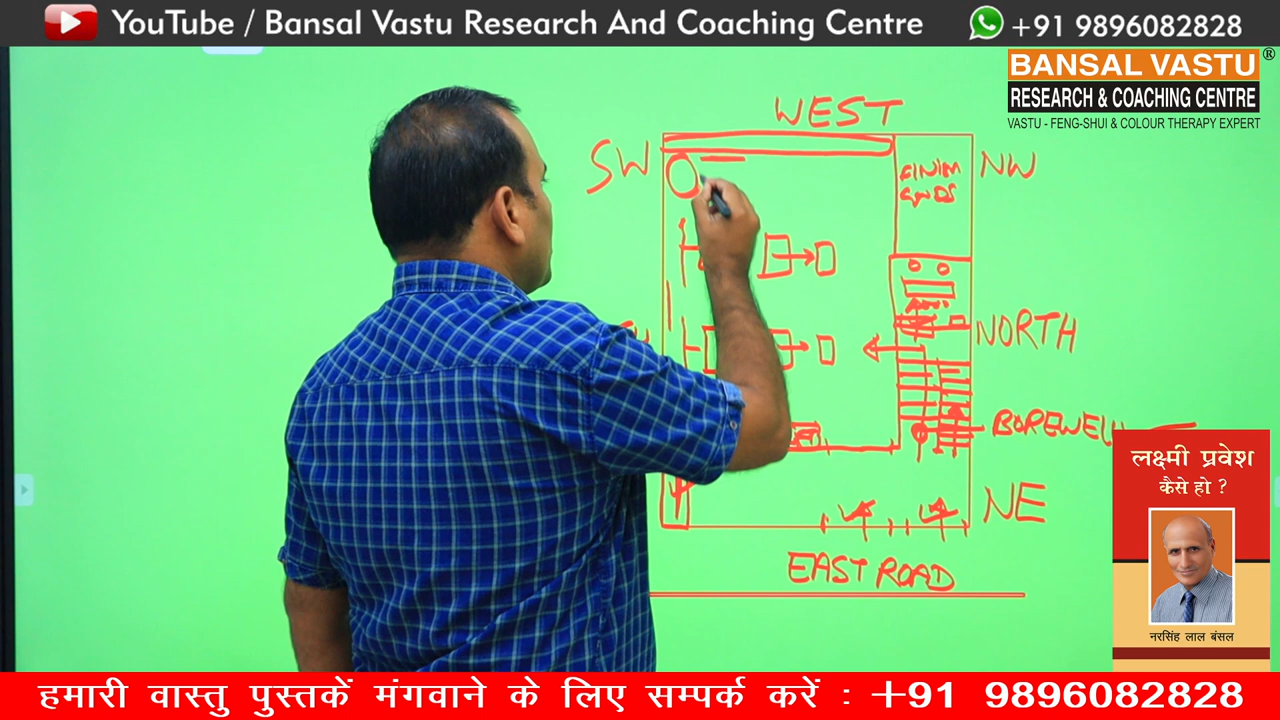 YouTube / Bansal Vastu Research And Coaching Centre +91 9896082828
BANSAL VASTU ®
RESEARCH & COACHING CENTRE
VASTU - FENG-SHUI & COLOUR THERAPY EXPERT
WEST
SW
NW
FINISH
GOODS
NORTH
BOREWELL
NE
EAST ROAD
लक्ष्मी प्रवेश
कैसे हो ?
नरसिंह लाल बंसल
हमारी वास्तु पुस्तकें मंगवाने के लिए सम्पर्क करें : +91 9896082828